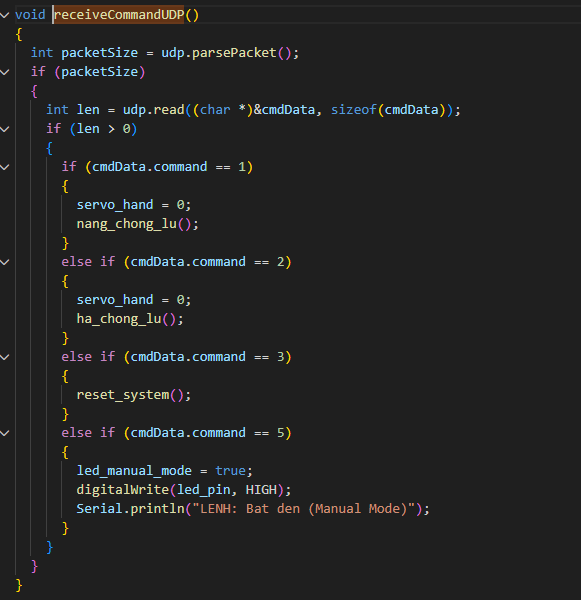 void receiveCommandUDP()
{
  int packetSize = udp.parsePacket();
  if (packetSize)
  {
    int len = udp.read((char *)&cmdData, sizeof(cmdData));
    if (len > 0)
    {
      if (cmdData.command == 1)
      {
        servo_hand = 0;
        nang_chong_lu();
      }
      else if (cmdData.command == 2)
      {
        servo_hand = 0;
        ha_chong_lu();
      }
      else if (cmdData.command == 3)
      {
        reset_system();
      }
      else if (cmdData.command == 5)
      {
        led_manual_mode = true;
        digitalWrite(led_pin, HIGH);
        Serial.println("LENH: Bat den (Manual Mode)");
      }
    }
  }
}